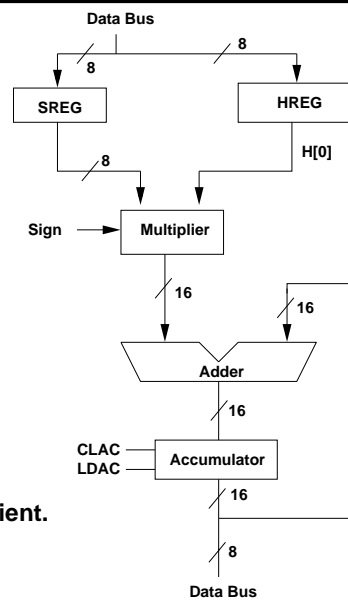 Data Bus
8
8
SREG
HREG
H[0]
8
Sign
Multiplier
16
16
Adder
16
CLAC
LDAC
Accumulator
16
ient.
8
Data Bus